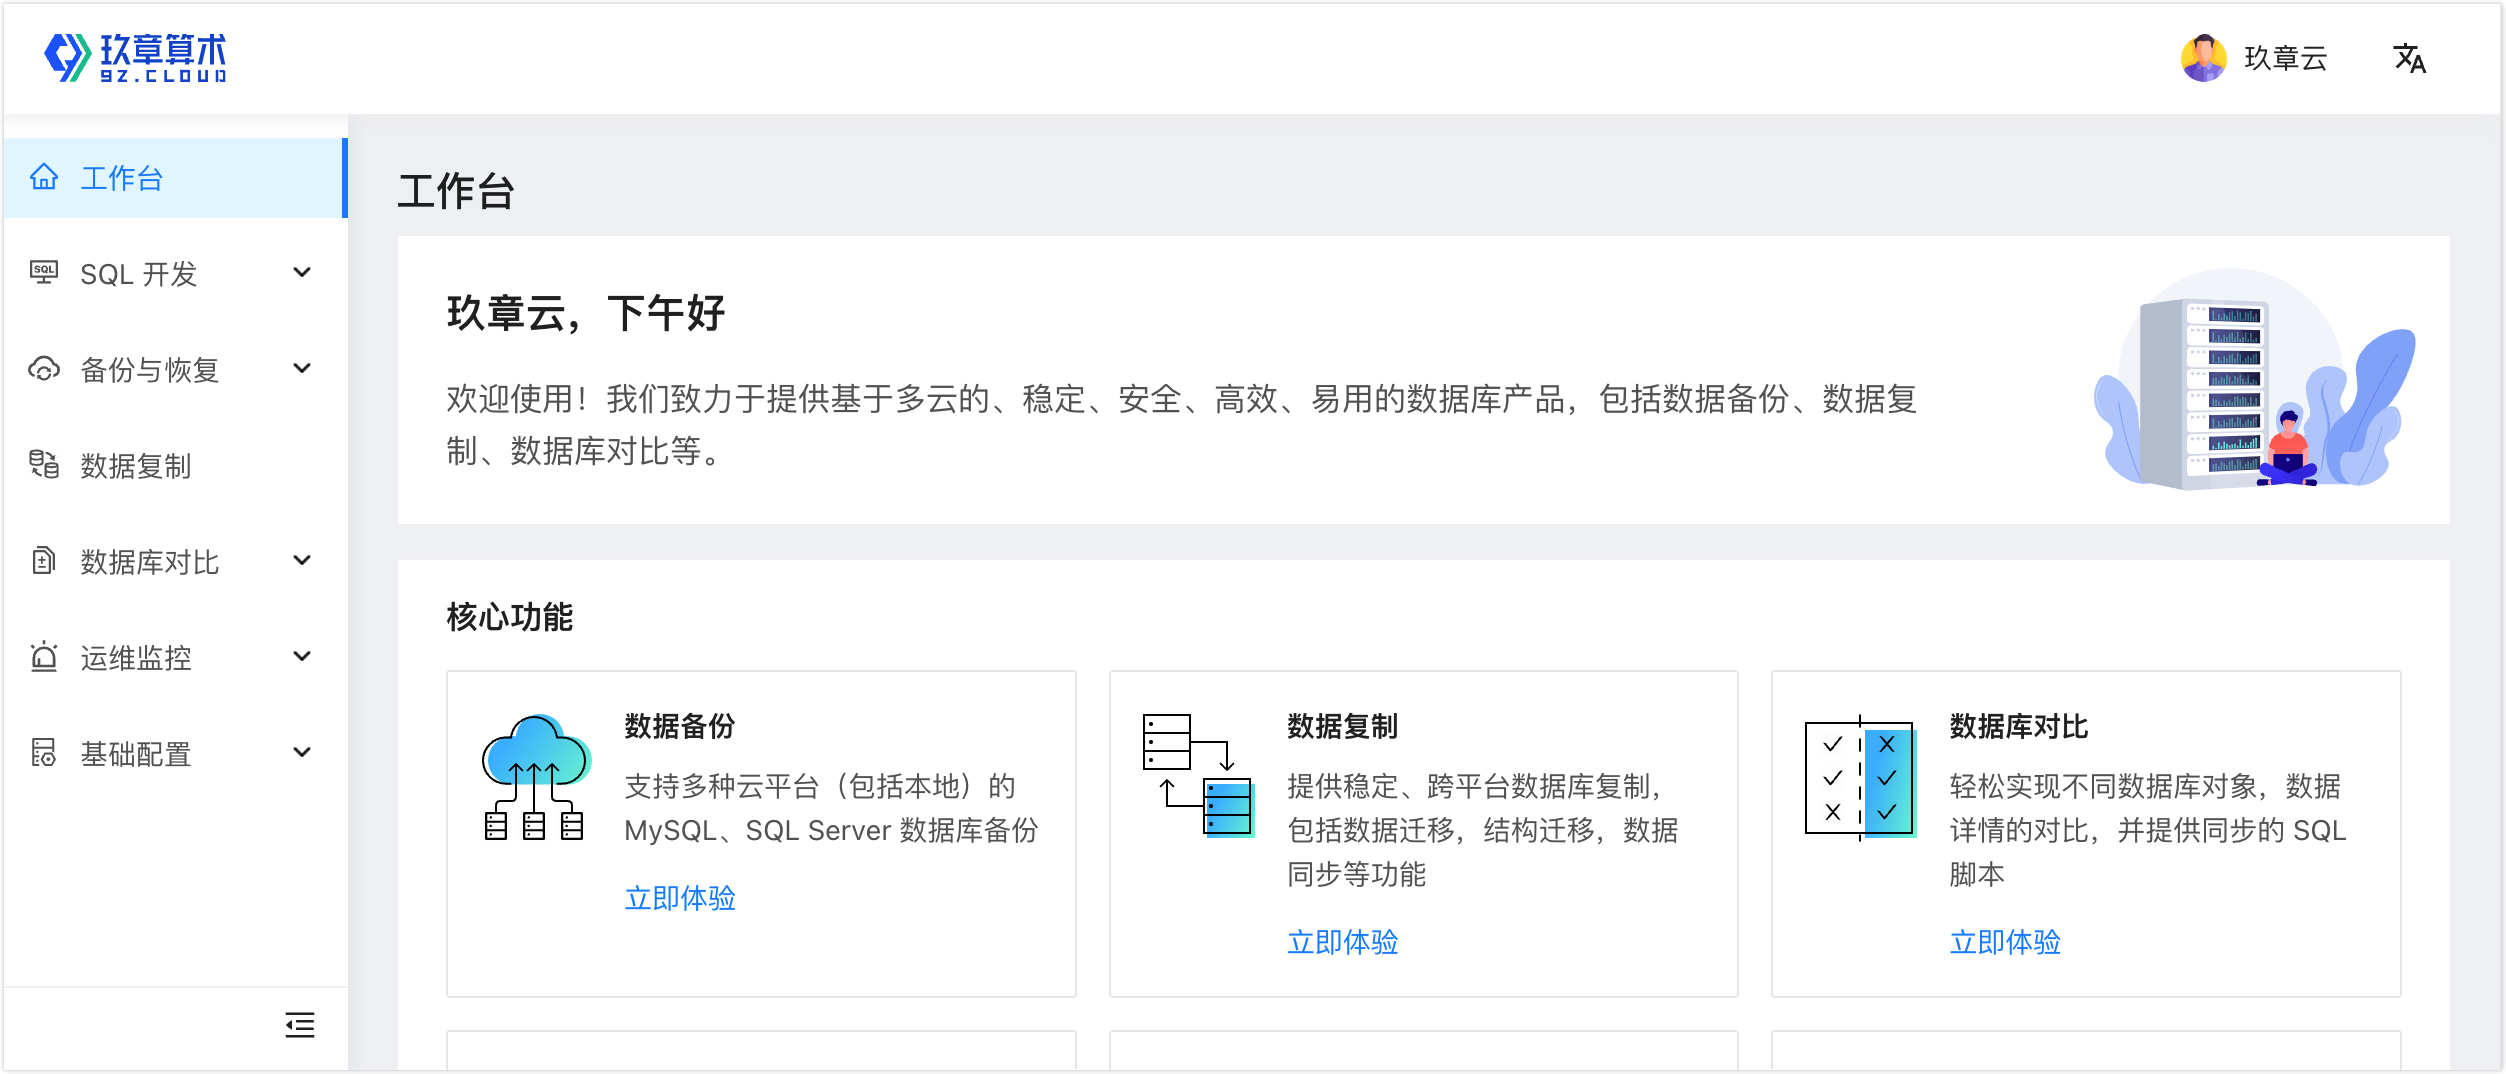 玖章算术
9Z.CLOUD
玖章云
工作台
SQL 开发
备份与恢复
数据复制
数据库对比
运维监控
基础配置
工作台
玖章云，下午好
欢迎使用！我们致力于提供基于多云的、稳定、安全、高效、易用的数据库产品，包括数据备份、数据复
制、数据库对比等。
核心功能
数据备份
支持多种云平台（包括本地）的
MySQL、SQL Server 数据库备份
立即体验
数据复制
提供稳定、跨平台数据库复制，
包括数据迁移，结构迁移，数据
同步等功能
立即体验
数据库对比
轻松实现不同数据库对象，数据
详情的对比，并提供同步的 SQL
脚本
立即体验